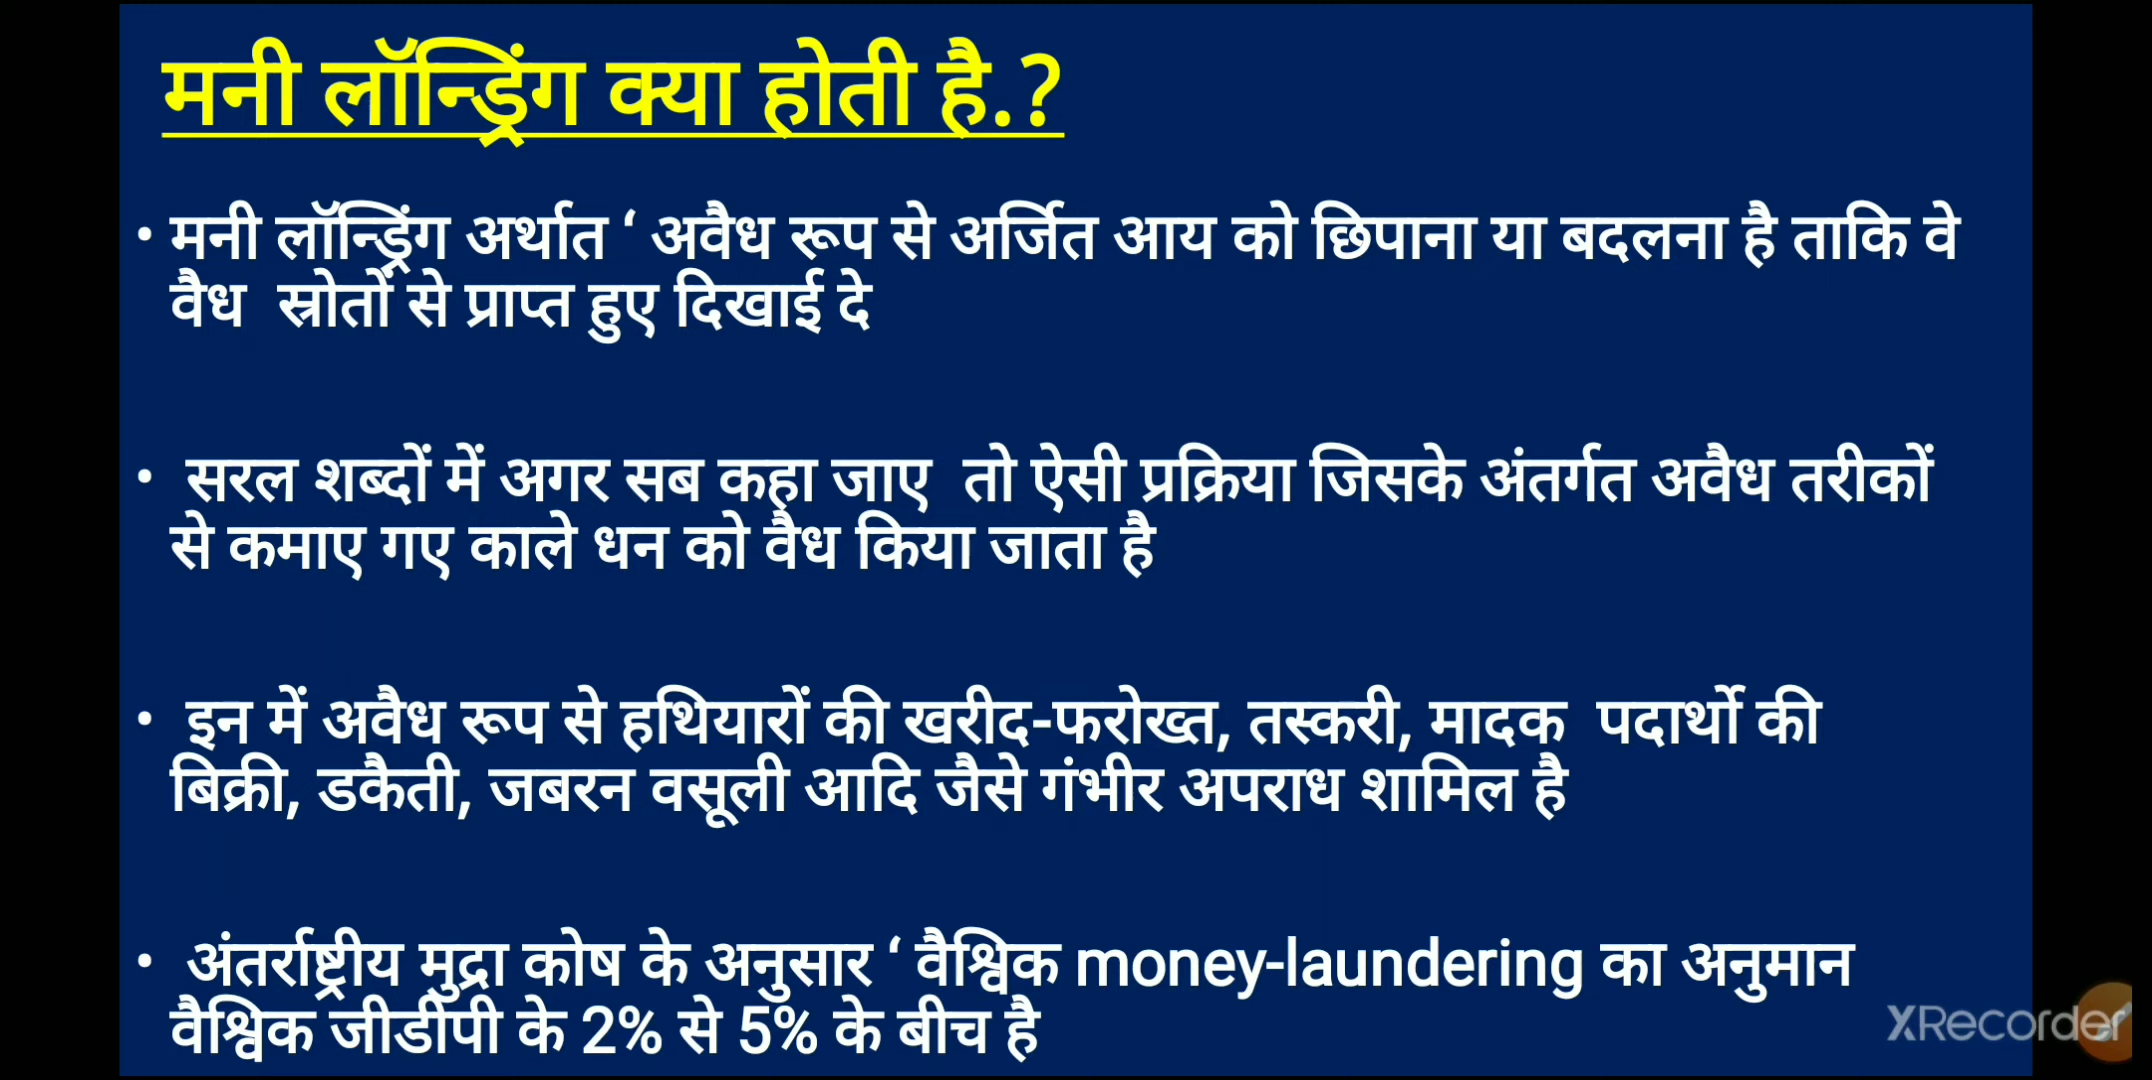 मनी लॉन्ड्रिंग क्या होती है.?
• मनी लॉन्ड्रिंग अर्थात ‘ अवैध रूप से अर्जित आय को छिपाना या बदलना है ताकि वे
वैध स्रोतों से प्राप्त हुए दिखाई दे
• सरल शब्दों में अगर सब कहा जाए तो ऐसी प्रक्रिया जिसके अंतर्गत अवैध तरीकों
से कमाए गए काले धन को वैध किया जाता है
• इन में अवैध रूप से हथियारों की खरीद-फरोख्त, तस्करी, मादक पदार्थो की
बिक्री, डकैती, जबरन वसूली आदि जैसे गंभीर अपराध शामिल है
• अंतर्राष्ट्रीय मुद्रा कोष के अनुसार ‘ वैश्विक money-laundering का अनुमान
वैश्विक जीडीपी के 2% से 5% के बीच है
XRecorder